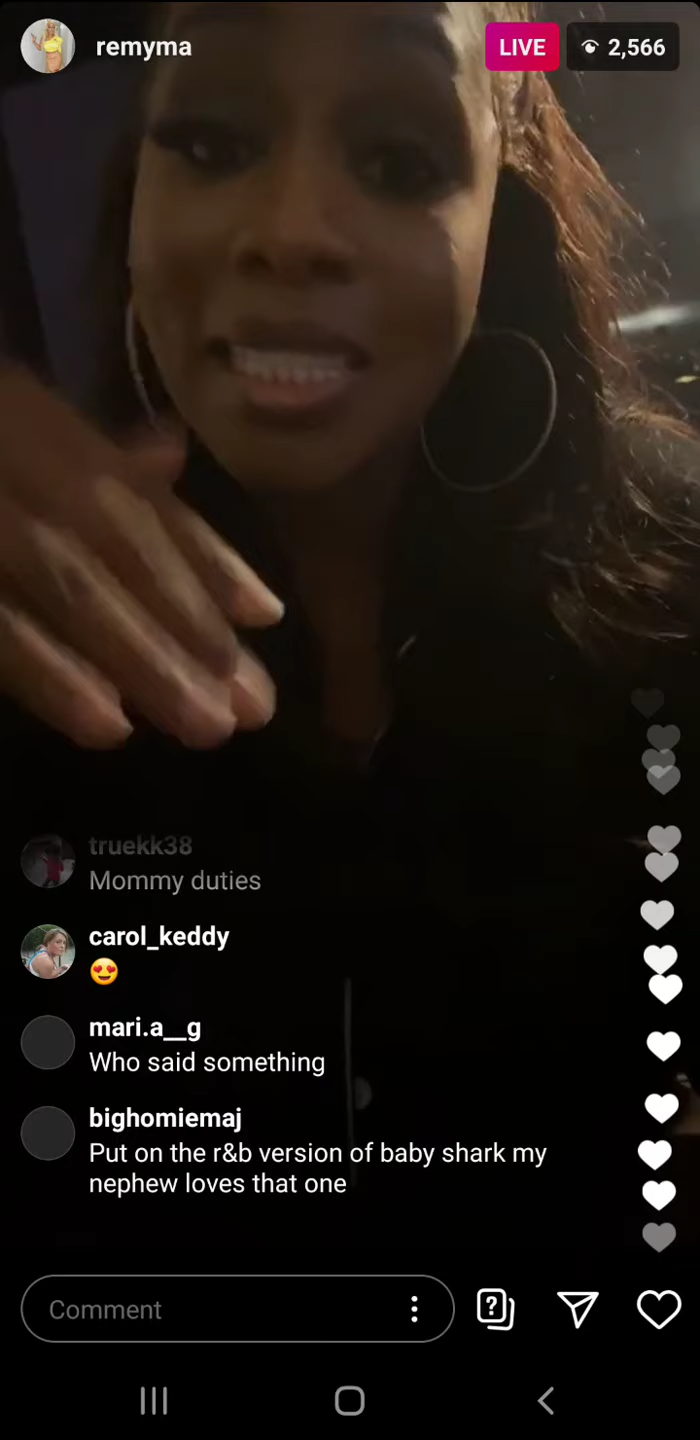 remyma
LIVE
2,566
truekk38
Mommy duties
carol_keddy
😍
mari.a__g
Who said something
bighomiemaj
Put on the r&b version of baby shark my
nephew loves that one
Comment